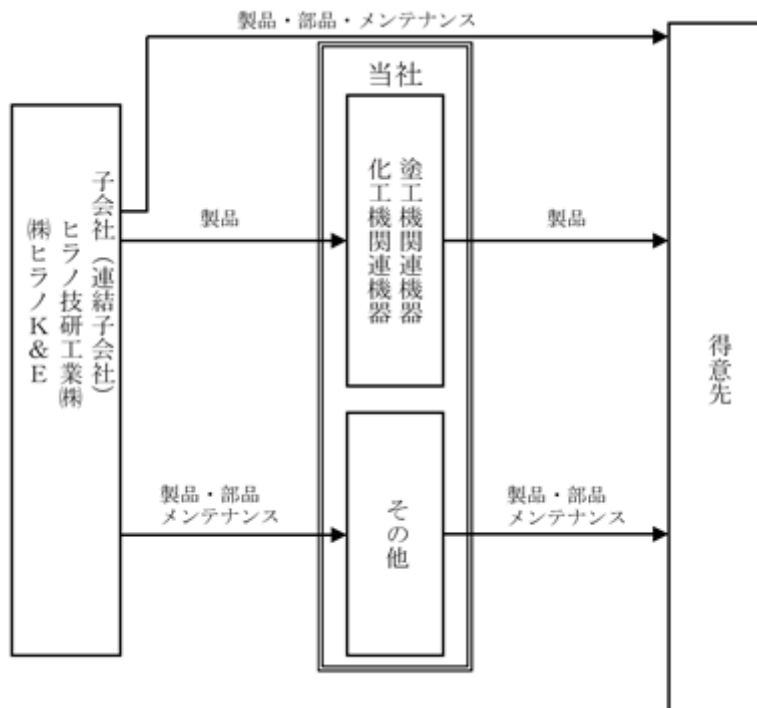 製品・部品・メンテナンス
当社
子会社（連結子会社）
ヒラノ技研工業㈱
㈱ヒラノK&E
製品
塗工機関連機器
化工機関連機器
製品
得意先
製品・部品
メンテナンス
その他
製品・部品
メンテナンス